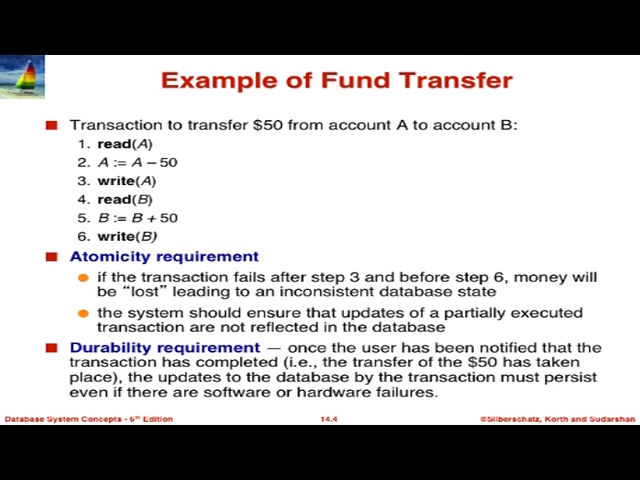 Example of Fund Transfer
Transaction to transfer $50 from account A to account B:
1. read(A)
2. A := A – 50
3. write(A)
4. read(B)
5. B := B + 50
6. write(B)
Atomicity requirement
if the transaction fails after step 3 and before step 6, money will
be “lost” leading to an inconsistent database state
the system should ensure that updates of a partially executed
transaction are not reflected in the database
Durability requirement — once the user has been notified that the
transaction has completed (i.e., the transfer of the $50 has taken
place), the updates to the database by the transaction must persist
even if there are software or hardware failures.
Database System Concepts - 6th Edition 14.4 ©Silberschatz, Korth and Sudarshan